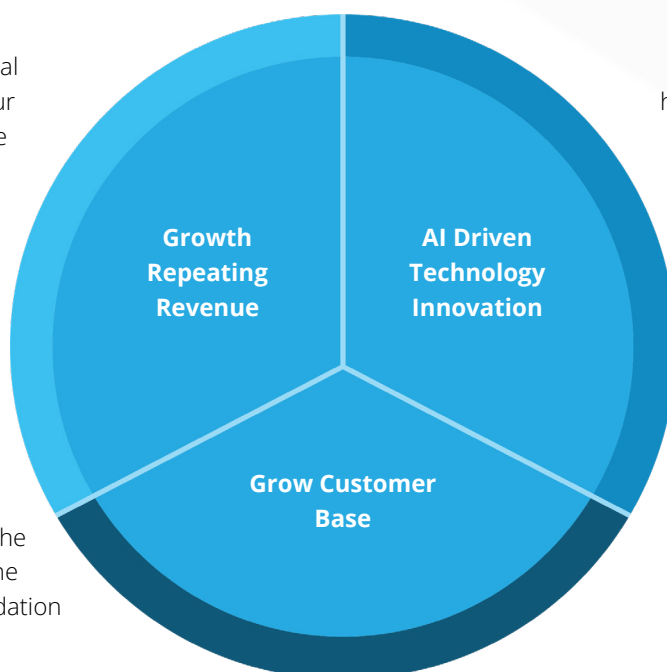 Growth
Repeating
Revenue
AI Driven
Technology
Innovation
Grow Customer
Base